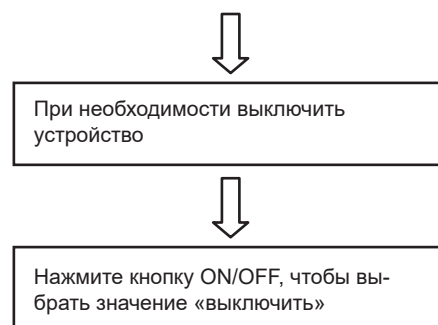 При необходимости выключить
устройство
Нажмите кнопку ON/OFF, чтобы вы-
брать значение «выключить»